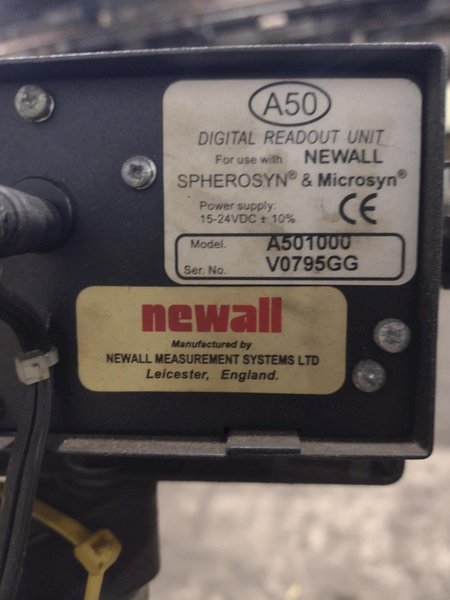 A50
DIGITAL READOUT UNIT
For use with NEWALL
SPHEROSYN® & Microsyn®
Power supply:
15-24VDC ± 10%
CE
Model. A501000
Ser. No. V0795GG
newall
Manufactured by
NEWALL MEASUREMENT SYSTEMS LTD
Leicester, England.